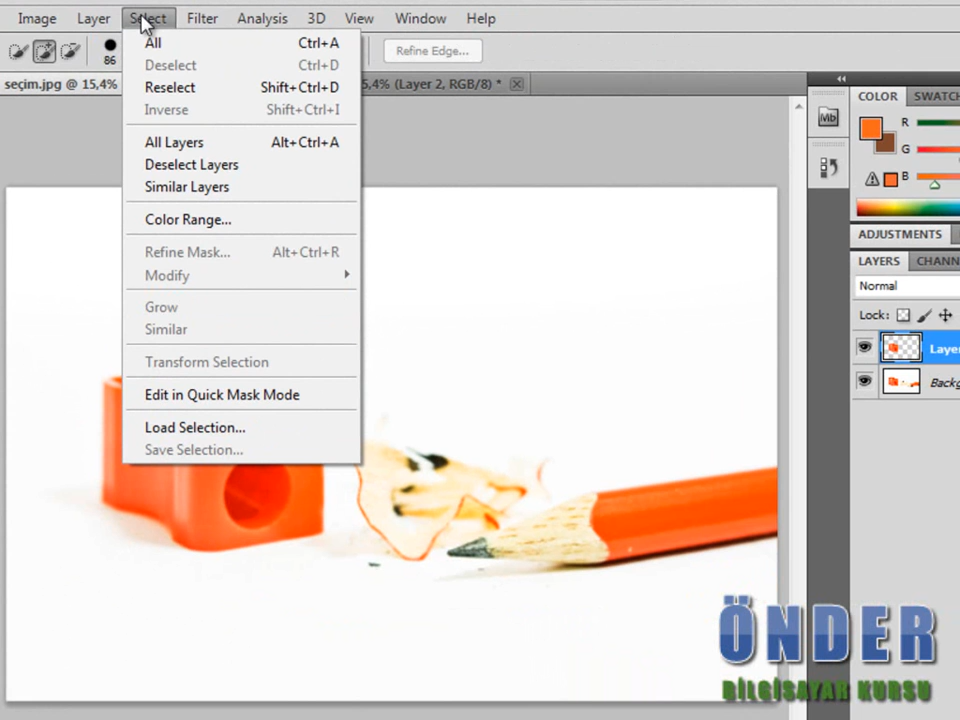 Image Layer Select Filter Analysis 3D View Window Help
86
Refine Edge...
seçim.jpg @ 15,4%
5,4% (Layer 2, RGB/8) *
All Ctrl+A
Deselect Ctrl+D
Reselect Shift+Ctrl+D
Inverse Shift+Ctrl+I
All Layers Alt+Ctrl+A
Deselect Layers
Similar Layers
Color Range...
Refine Mask... Alt+Ctrl+R
Modify
Grow
Similar
Transform Selection
Edit in Quick Mask Mode
Load Selection...
Save Selection...
Mb
COLOR SWATCH
R
G
B
ADJUSTMENTS
LAYERS CHANN
Normal
Lock:
Laye
Backg
ÖNDER
BİLGİSAYAR KURSU